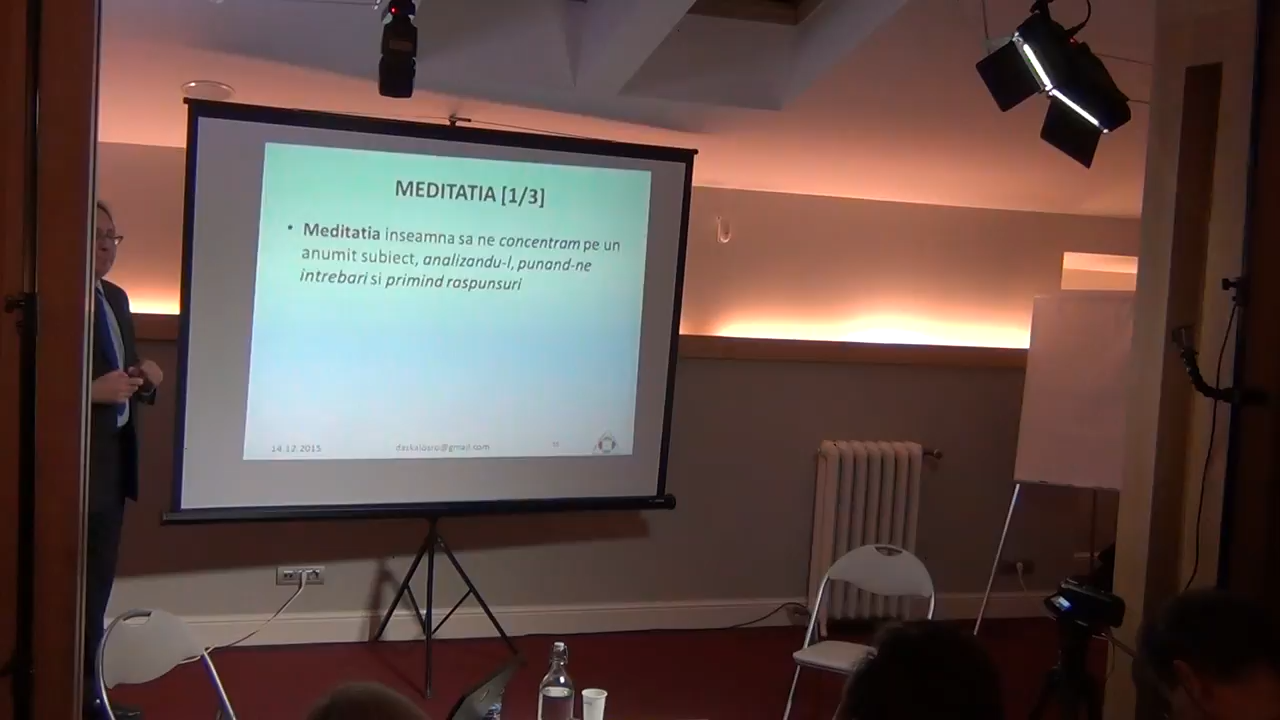 MEDITATIA [1/3]
• Meditatia inseamna sa ne concentram pe un
anumit subiect, analizandu-l, punand-ne
intrebari si primind raspunsuri
14.12.2015 daskalosro@gmail.com